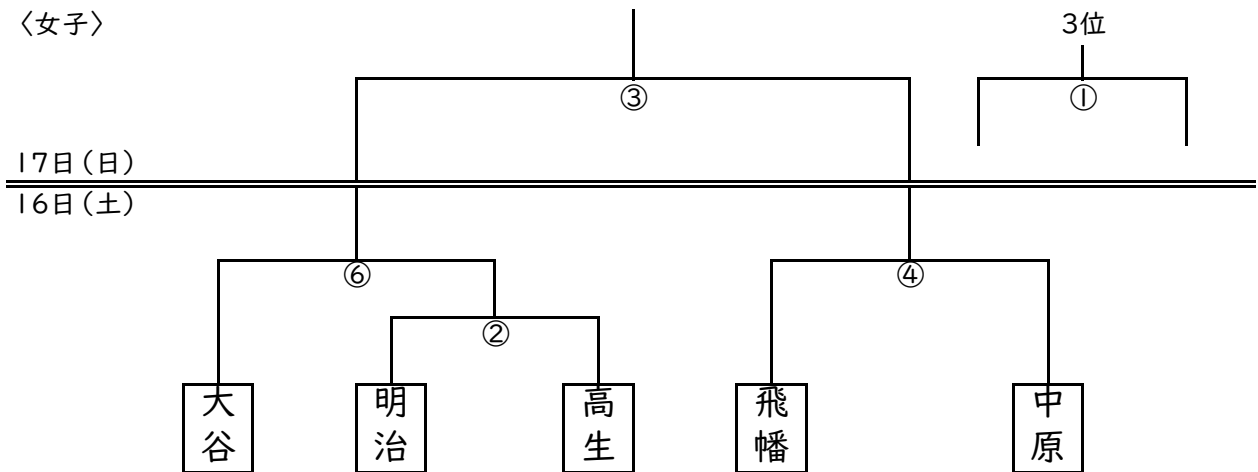 〈女子〉
3位
③
①
17日(日)
16日(土)
⑥
④
②
大谷
明治
高生
飛幡
中原